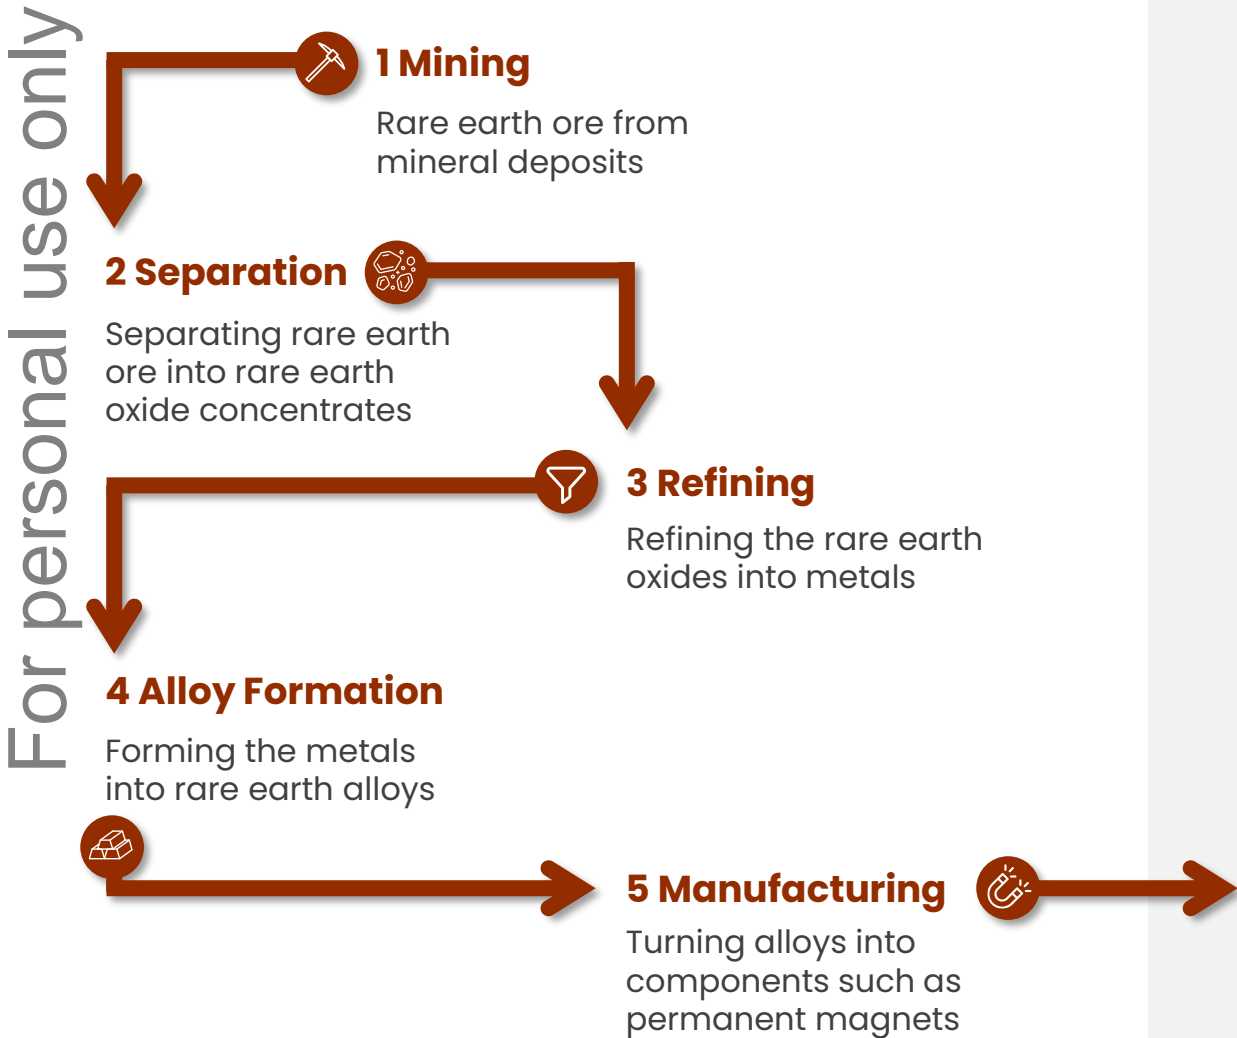 For personal use only
1 Mining
Rare earth ore from
mineral deposits
2 Separation
Separating rare earth
ore into rare earth
oxide concentrates
3 Refining
Refining the rare earth
oxides into metals
4 Alloy Formation
Forming the metals
into rare earth alloys
5 Manufacturing
Turning alloys into
components such as
permanent magnets